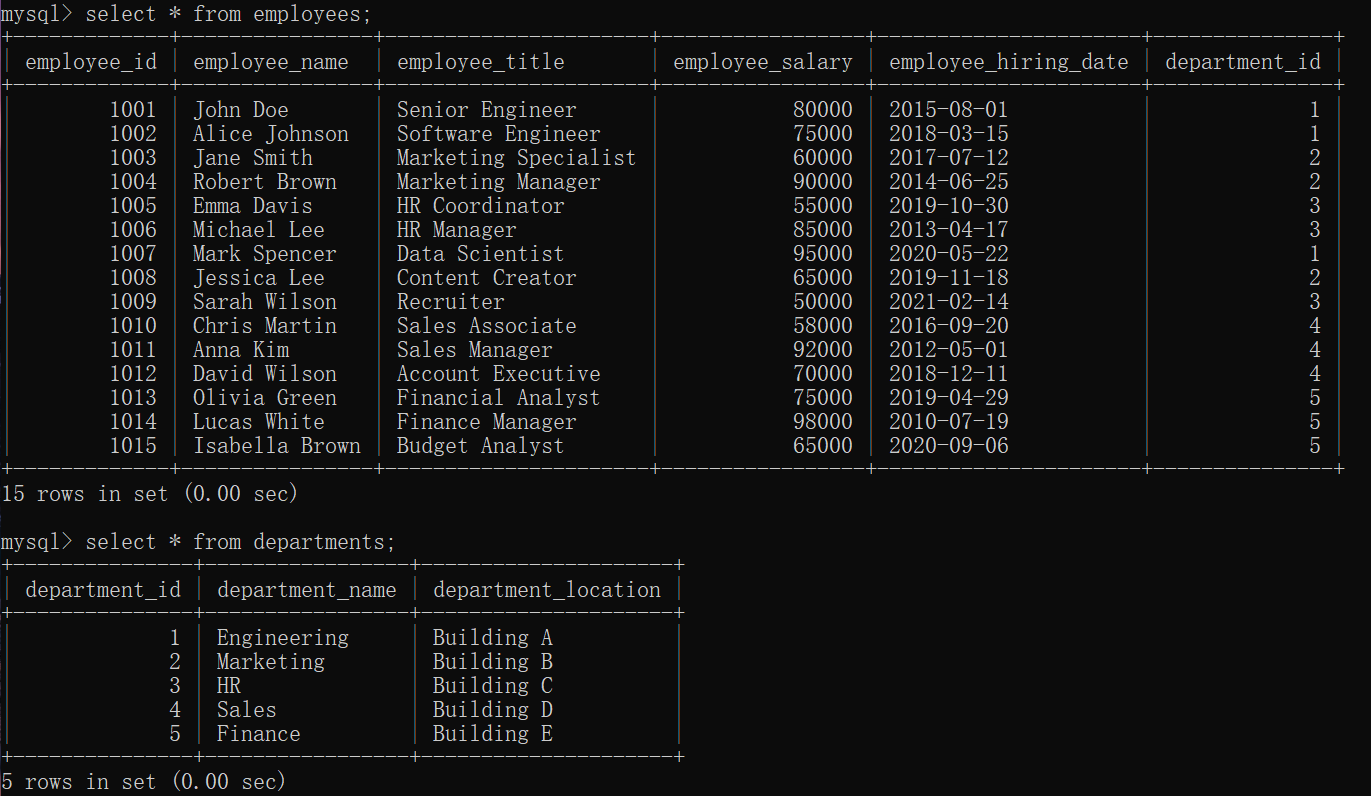 mysql> select * from employees;
+-------------+-----------------+-----------------------+------------------+-----------------------+---------------+
| employee_id | employee_name | employee_title | employee_salary | employee_hiring_date | department_id |
+-------------+-----------------+-----------------------+------------------+-----------------------+---------------+
| 1001 | John Doe | Senior Engineer | 80000 | 2015-08-01 | 1 |
| 1002 | Alice Johnson | Software Engineer | 75000 | 2018-03-15 | 1 |
| 1003 | Jane Smith | Marketing Specialist | 60000 | 2017-07-12 | 2 |
| 1004 | Robert Brown | Marketing Manager | 90000 | 2014-06-25 | 2 |
| 1005 | Emma Davis | HR Coordinator | 55000 | 2019-10-30 | 3 |
| 1006 | Michael Lee | HR Manager | 85000 | 2013-04-17 | 3 |
| 1007 | Mark Spencer | Data Scientist | 95000 | 2020-05-22 | 1 |
| 1008 | Jessica Lee | Content Creator | 65000 | 2019-11-18 | 2 |
| 1009 | Sarah Wilson | Recruiter | 50000 | 2021-02-14 | 3 |
| 1010 | Chris Martin | Sales Associate | 58000 | 2016-09-20 | 4 |
| 1011 | Anna Kim | Sales Manager | 92000 | 2012-05-01 | 4 |
| 1012 | David Wilson | Account Executive | 70000 | 2018-12-11 | 4 |
| 1013 | Olivia Green | Financial Analyst | 75000 | 2019-04-29 | 5 |
| 1014 | Lucas White | Finance Manager | 98000 | 2010-07-19 | 5 |
| 1015 | Isabella Brown | Budget Analyst | 65000 | 2020-09-06 | 5 |
+-------------+-----------------+-----------------------+------------------+-----------------------+---------------+
15 rows in set (0.00 sec)
mysql> select * from departments;
+---------------+-----------------+---------------------+
| department_id | department_name | department_location |
+---------------+-----------------+---------------------+
| 1 | Engineering | Building A |
| 2 | Marketing | Building B |
| 3 | HR | Building C |
| 4 | Sales | Building D |
| 5 | Finance | Building E |
+---------------+-----------------+---------------------+
5 rows in set (0.00 sec)